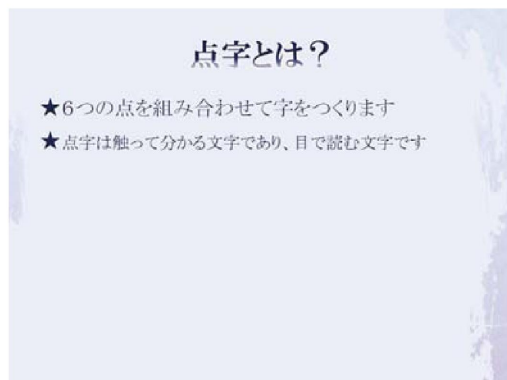 点字とは？
★6つの点を組み合わせて字をつくります
★点字は触って分かる文字であり、目で読む文字です